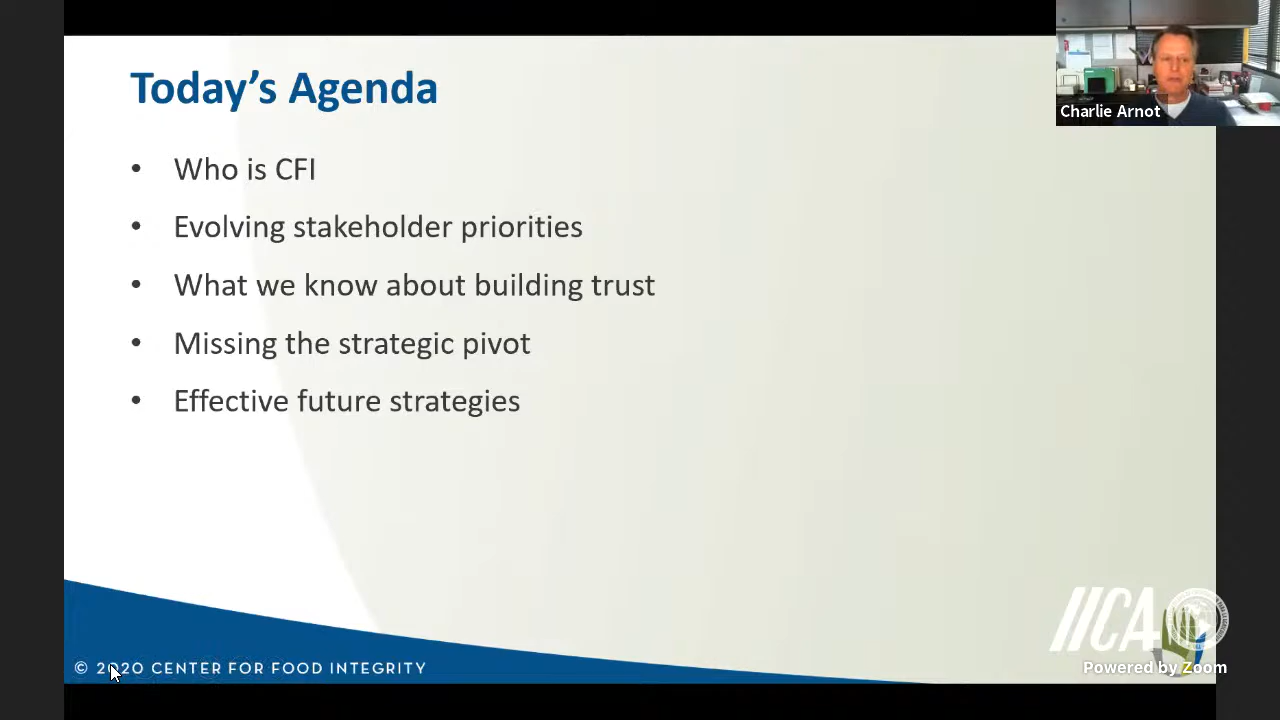 Today's Agenda
Charlie Arnot
• Who is CFI
• Evolving stakeholder priorities
• What we know about building trust
• Missing the strategic pivot
• Effective future strategies
© 2020 CENTER FOR FOOD INTEGRITY
IICA
Powered by Zoom